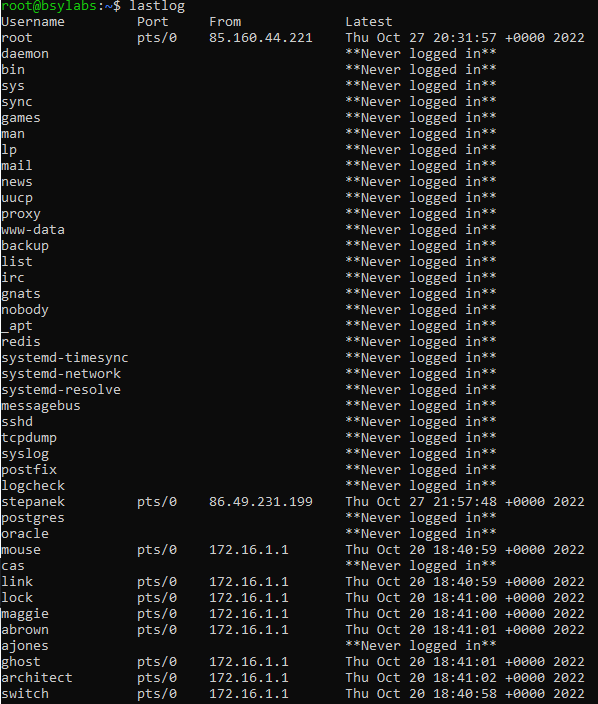 root@bsylabs:~$ lastlog
Username         Port     From             Latest
root             pts/0    85.160.44.221    Thu Oct 27 20:31:57 +0000 2022
daemon                                     **Never logged in**
bin                                        **Never logged in**
sys                                        **Never logged in**
sync                                       **Never logged in**
games                                      **Never logged in**
man                                        **Never logged in**
lp                                         **Never logged in**
mail                                       **Never logged in**
news                                       **Never logged in**
uucp                                       **Never logged in**
proxy                                      **Never logged in**
www-data                                   **Never logged in**
backup                                     **Never logged in**
list                                       **Never logged in**
irc                                        **Never logged in**
gnats                                      **Never logged in**
nobody                                     **Never logged in**
_apt                                       **Never logged in**
redis                                      **Never logged in**
systemd-timesync                           **Never logged in**
systemd-network                            **Never logged in**
systemd-resolve                            **Never logged in**
messagebus                                 **Never logged in**
sshd                                       **Never logged in**
tcpdump                                    **Never logged in**
syslog                                     **Never logged in**
postfix                                    **Never logged in**
logcheck                                   **Never logged in**
stepanek         pts/0    86.49.231.199    Thu Oct 27 21:57:48 +0000 2022
postgres                                   **Never logged in**
oracle                                     **Never logged in**
mouse            pts/0    172.16.1.1       Thu Oct 20 18:40:59 +0000 2022
cas                                        **Never logged in**
link             pts/0    172.16.1.1       Thu Oct 20 18:40:59 +0000 2022
lock             pts/0    172.16.1.1       Thu Oct 20 18:41:00 +0000 2022
maggie           pts/0    172.16.1.1       Thu Oct 20 18:41:00 +0000 2022
abrown           pts/0    172.16.1.1       Thu Oct 20 18:41:01 +0000 2022
ajones                                     **Never logged in**
ghost            pts/0    172.16.1.1       Thu Oct 20 18:41:01 +0000 2022
architect        pts/0    172.16.1.1       Thu Oct 20 18:41:02 +0000 2022
switch           pts/0    172.16.1.1       Thu Oct 20 18:40:58 +0000 2022